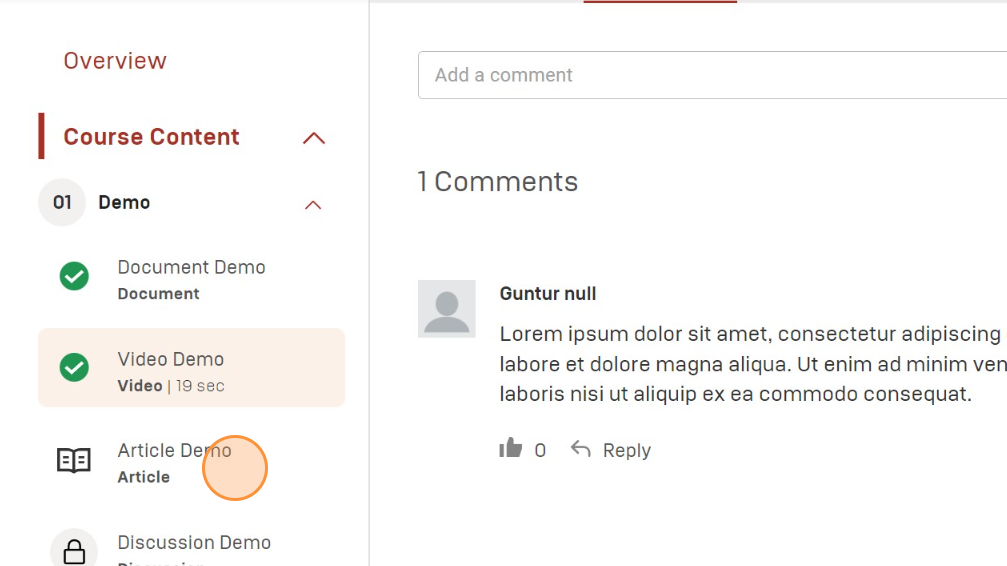 Overview
Course Content
01 Demo
Document Demo
Document
Video Demo
Video | 19 sec
Article Demo
Article
Discussion Demo
Add a comment
1 Comments
Guntur null
Lorem ipsum dolor sit amet, consectetur adipiscing
labore et dolore magna aliqua. Ut enim ad minim ven
laboris nisi ut aliquip ex ea commodo consequat.
0 Reply